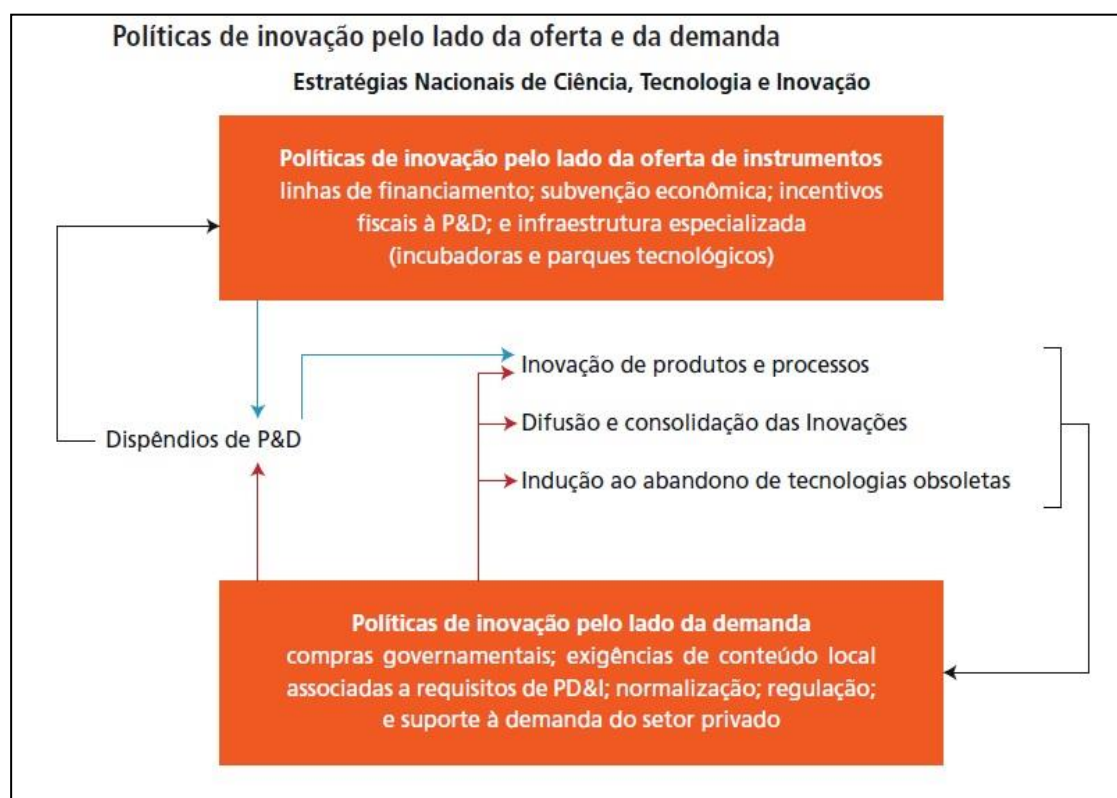 Políticas de inovação pelo lado da oferta e da demanda
Estratégias Nacionais de Ciência, Tecnologia e Inovação
Políticas de inovação pelo lado da oferta de instrumentos
linhas de financiamento; subvenção econômica; incentivos
fiscais à P&D; e infraestrutura especializada
(incubadoras e parques tecnológicos)
Inovação de produtos e processos
Difusão e consolidação das Inovações
Dispêndios de P&D
Indução ao abandono de tecnologias obsoletas
Políticas de inovação pelo lado da demanda
compras governamentais; exigências de conteúdo local
associadas a requisitos de PD&I; normalização; regulação;
e suporte à demanda do setor privado